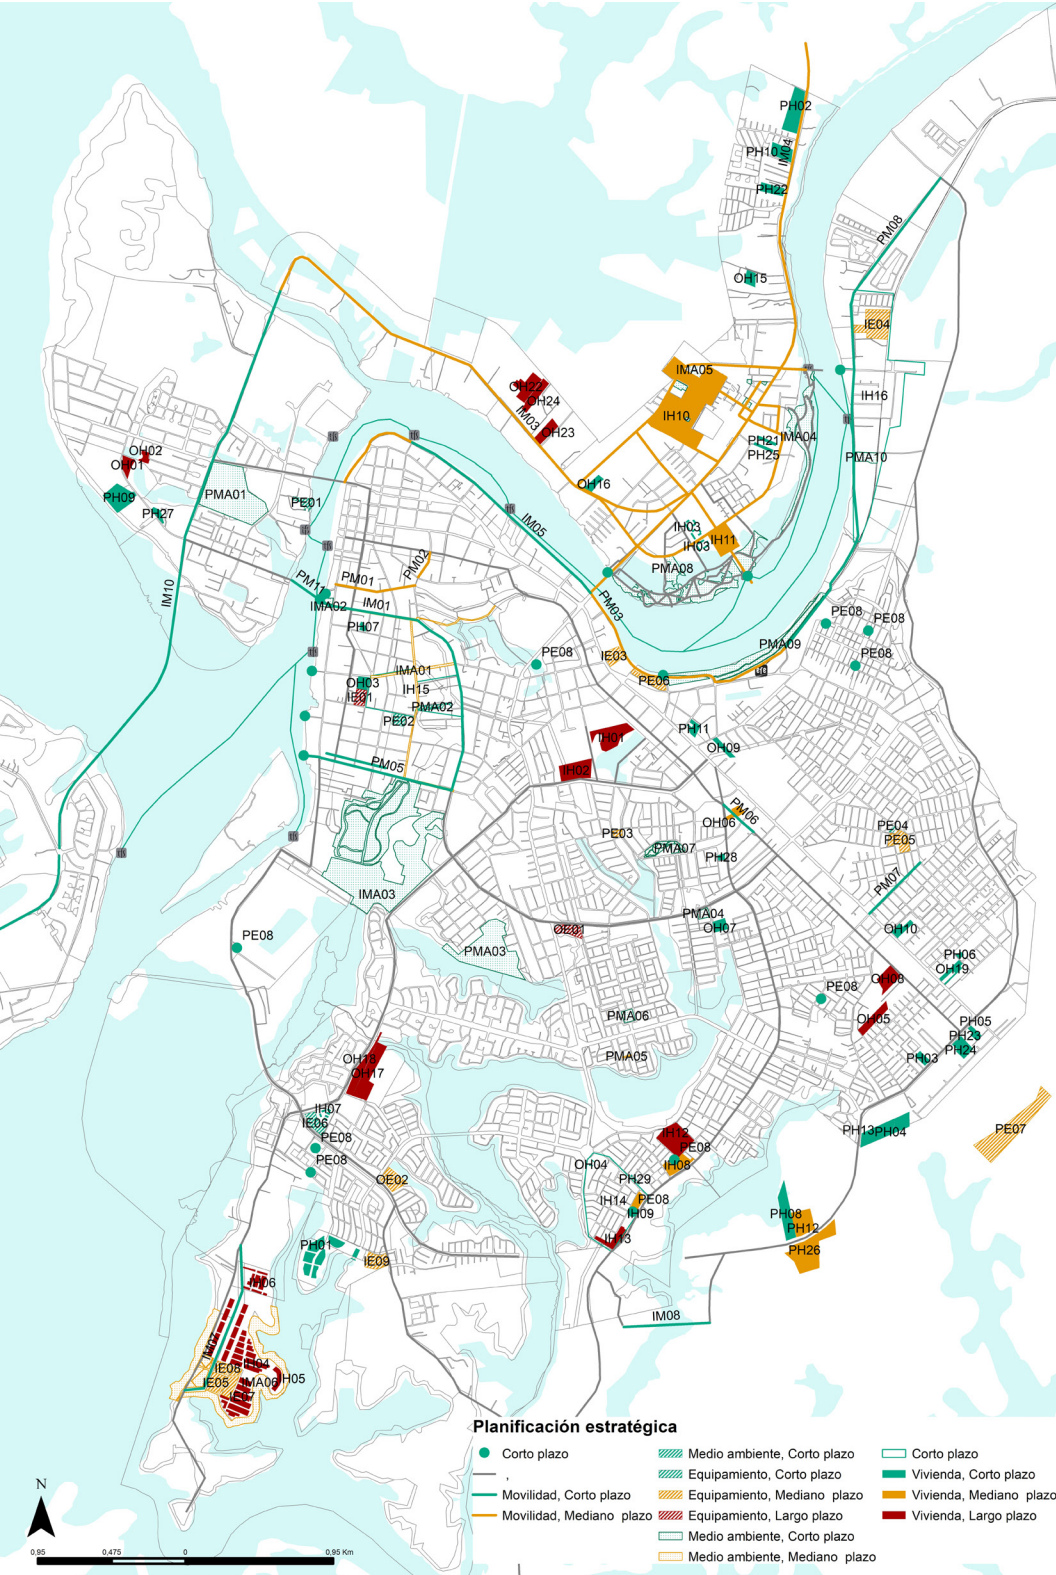 PH02
PH10
IM04
PH22
PM08
OH15
IE04
IMA05
OH22
OH24
IH16
IM03
IH10
OH23
PH21
IMA04
PH25
OH02
OH01
PMA10
PH09
PMA01
PE01
OH16
PH27
IM05
IH03
IH03
IH11
PM02
PMA08
PM11
PM01
IM10
IMA02
IM01
PM03
PE08
PE08
PH07
PMA09
PE08
IE03
PE08
IMA01
OH03
IH15
PE06
IE01
PMA02
PE02
PH11
IH01
OH09
PM05
IH02
PM06
OH06
PE03
PE04
PE05
PMA07
PH28
PM07
IMA03
PMA04
OH07
OE01
OH10
PE08
PMA03
PH06
OH19
OH08
PE08
PMA06
OH05
PH05
PH23
PH24
PMA05
OH18
PH03
OH17
IH07
IE06
PH13
PH04
PE07
PE08
IH12
PE08
PE08
OH04
IH08
OE02
PH29
IH14
PE08
IH09
PH08
PH12
IH13
PH01
PH26
IE09
IH06
IM08
IM07
IH04
IE08
IH05
IE05
IMA06
IE07
Planificación estratégica
Corto plazo
,
Movilidad, Corto plazo
Movilidad, Mediano plazo
Medio ambiente, Corto plazo
Equipamiento, Corto plazo
Equipamiento, Mediano plazo
Equipamiento, Largo plazo
Medio ambiente, Corto plazo
Medio ambiente, Mediano plazo
Corto plazo
Vivienda, Corto plazo
Vivienda, Mediano plazo
Vivienda, Largo plazo
N
0,95 0,475 0 0,95 Km